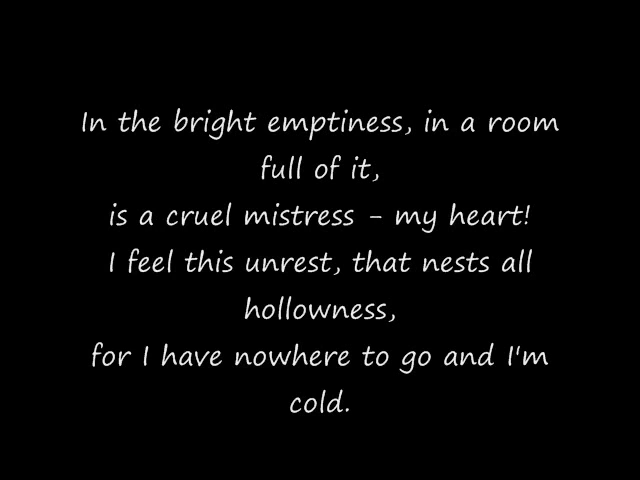 In the bright emptiness, in a room
full of it,
is a cruel mistress - my heart!
I feel this unrest, that nests all
hollowness,
for I have nowhere to go and I'm
cold.